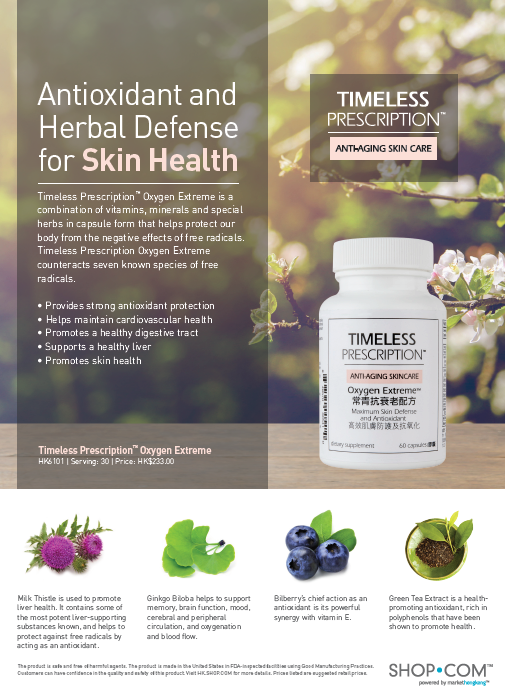 Antioxidant and
Herbal Defense
for Skin Health
Timeless Prescription™ Oxygen Extreme is a
combination of vitamins, minerals and special
herbs in capsule form that helps protect our
body from the negative effects of free radicals.
Timeless Prescription Oxygen Extreme
counteracts seven known species of free
radicals.
• Provides strong antioxidant protection
• Helps maintain cardiovascular health
• Promotes a healthy digestive tract
• Supports a healthy liver
• Promotes skin health
Timeless Prescription™ Oxygen Extreme
HK6101 | Serving: 30 | Price: HK$233.00
TIMELESS
PRESCRIPTION™
ANTI-AGING SKIN CARE
TIMELESS
PRESCRIPTION™
ANTI-AGING SKINCARE
Oxygen Extreme™
常青抗衰老配方
Maximum Skin Defense
and Antioxidant
高效肌膚防護及抗氧化
Dietary supplement 60 capsules
Milk Thistle is used to promote
liver health. It contains some of
the most potent liver-supporting
substances known, and helps to
protect against free radicals by
acting as an antioxidant.
Ginkgo Biloba helps to support
memory, brain function, mood,
cerebral and peripheral
circulation, and oxygenation
and blood flow.
Bilberry's chief action as an
antioxidant is its powerful
synergy with vitamin E.
Green Tea Extract is a health-
promoting antioxidant, rich in
polyphenols that have been
shown to promote health.
The product is safe and free of harmful agents. The product is made in the United States in FDA-inspected facilities using Good Manufacturing Practices.
Customers can have confidence in the quality and safety of this product. Visit HK.SHOP.COM for more details. Prices listed are suggested retail prices.
SHOP•COM™
powered by markethongkong™